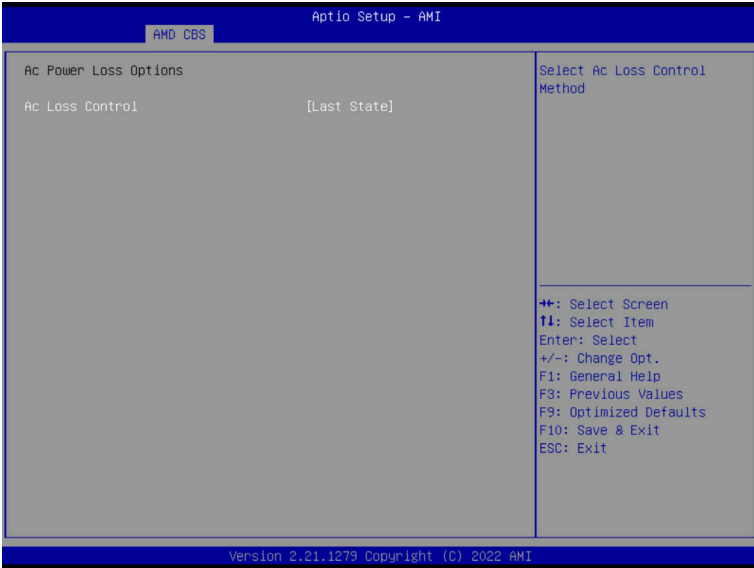 Aptio Setup – AMI
AMD CBS
Ac Power Loss Options
Ac Loss Control [Last State]
Select Ac Loss Control
Method
→←: Select Screen
↑↓: Select Item
Enter: Select
+/-: Change Opt.
F1: General Help
F3: Previous Values
F9: Optimized Defaults
F10: Save & Exit
ESC: Exit
Version 2.21.1279 Copyright (C) 2022 AMI